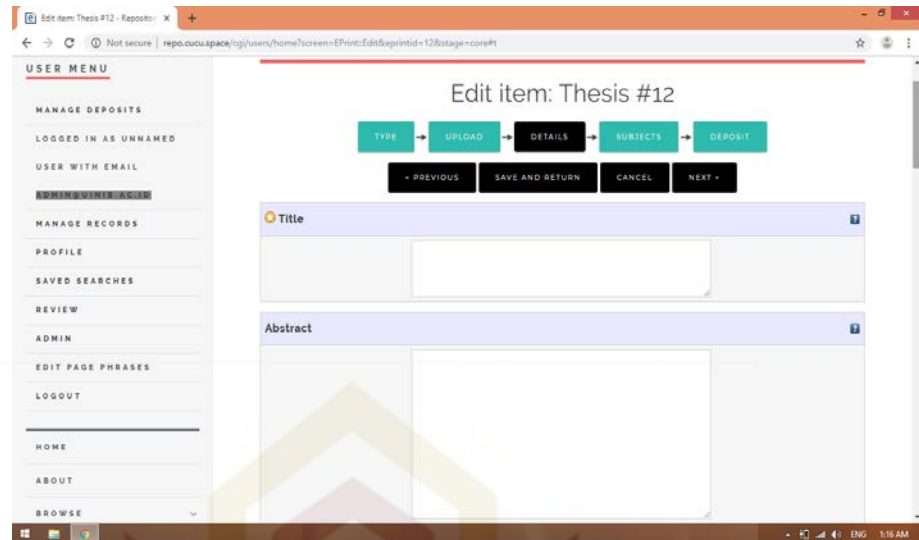 Edit item: Thesis #12 - Repositor
Not secure | repo.cucu.space/cgi/users/home?screen=EPrint:Edit&eprintid=12&stage=core#t
USER MENU
MANAGE DEPOSITS
LOGGED IN AS UNNAMED
USER WITH EMAIL
MANAGE RECORDS
PROFILE
SAVED SEARCHES
REVIEW
ADMIN
EDIT PAGE PHRASES
LOGOUT
HOME
ABOUT
BROWSE
Edit item: Thesis #12
TYPE → UPLOAD → DETAILS → SUBJECTS → DEPOSIT
« PREVIOUS SAVE AND RETURN CANCEL NEXT »
Title
Abstract
ENG 1:16 AM